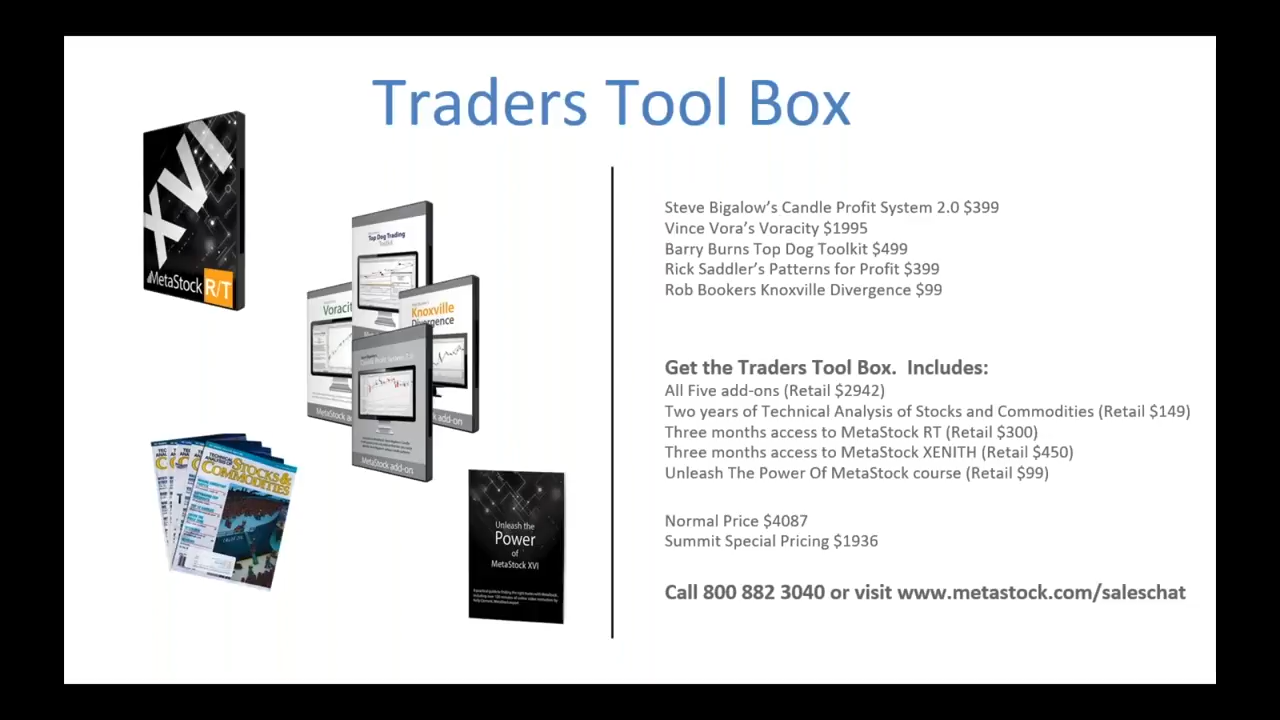 Traders Tool Box
XVI
MetaStock R/T
Top Dog Trading
Toolkit
Knoxville
Divergence
MetaStock add-on
STOCKS &
COMMODITIES
Unleash the
Power
of
MetaStock XVI
Steve Bigalow’s Candle Profit System 2.0 $399
Vince Vora’s Voracity $1995
Barry Burns Top Dog Toolkit $499
Rick Saddler’s Patterns for Profit $399
Rob Bookers Knoxville Divergence $99
Get the Traders Tool Box.  Includes:
All Five add-ons (Retail $2942)
Two years of Technical Analysis of Stocks and Commodities (Retail $149)
Three months access to MetaStock RT (Retail $300)
Three months access to MetaStock XENITH (Retail $450)
Unleash The Power Of MetaStock course (Retail $99)
Normal Price $4087
Summit Special Pricing $1936
Call 800 882 3040 or visit www.metastock.com/saleschat